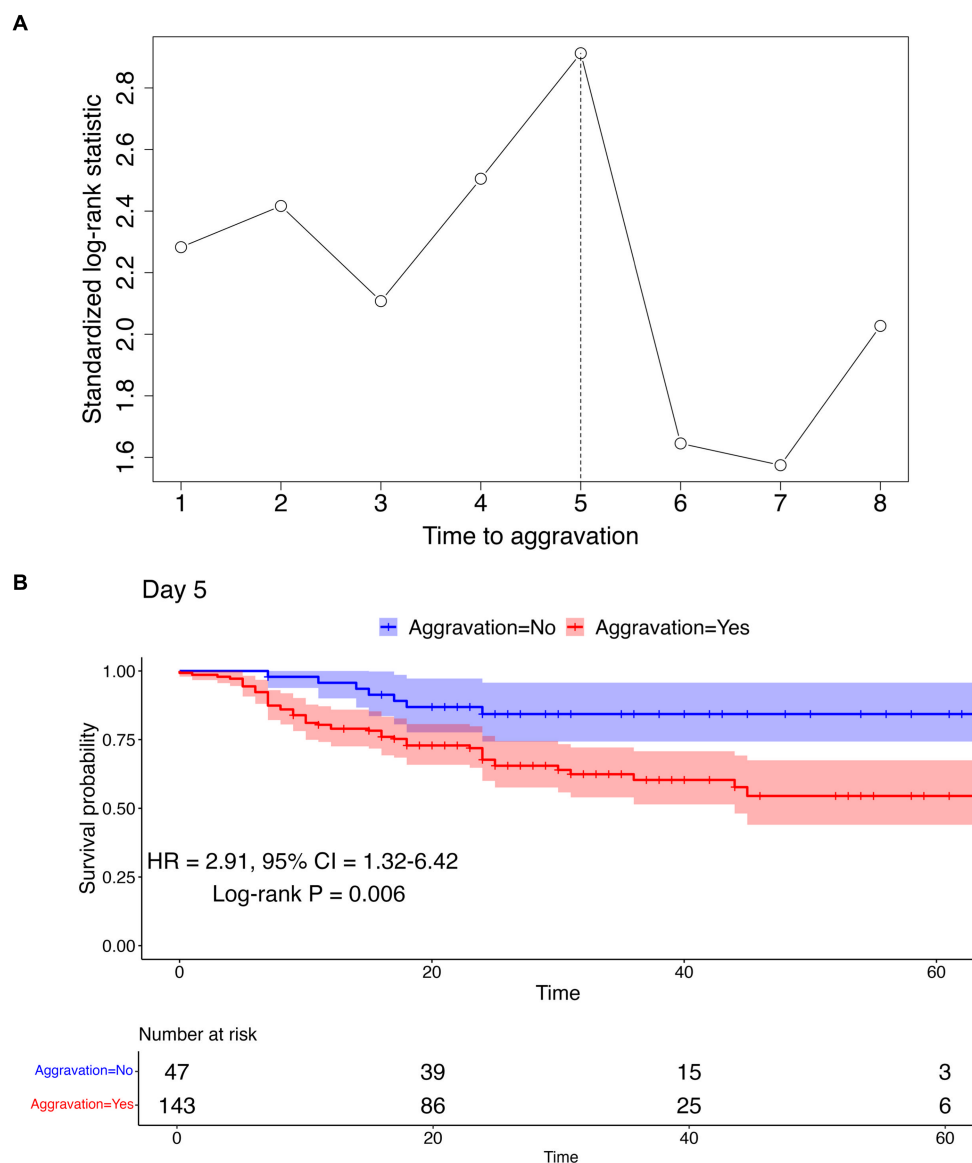 A
Standardized log-rank statistic
2.8
2.6
2.4
2.2
2.0
1.8
1.6
1 2 3 4 5 6 7 8
Time to aggravation
B
Day 5
Aggravation=No Aggravation=Yes
Survival probability
1.00
0.75
0.50
0.25
0.00
HR = 2.91, 95% CI = 1.32-6.42
Log-rank P = 0.006
0 20 40 60
Time
Number at risk
Aggravation=No 47 39 15 3
Aggravation=Yes 143 86 25 6
0 20 40 60
Time